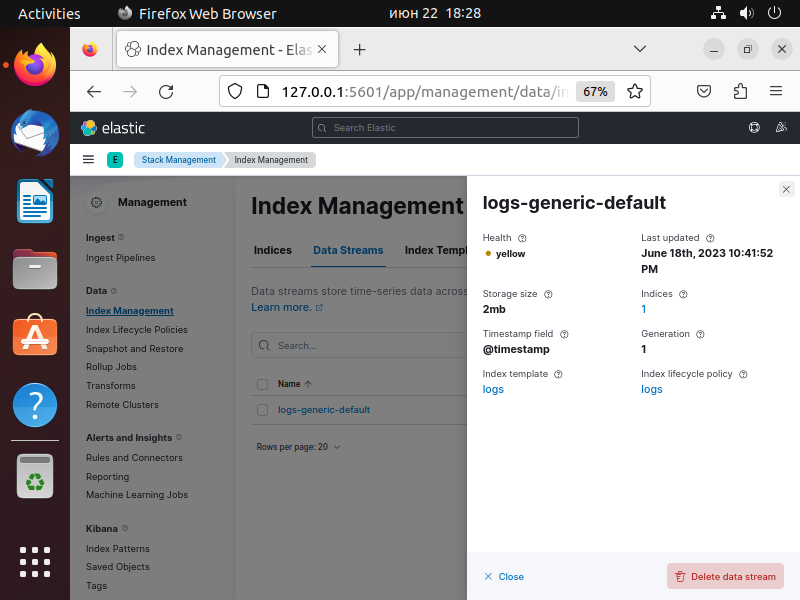 Activities
Firefox Web Browser
июн 22 18:28
Index Management - Elas
127.0.0.1:5601/app/management/data/in
67%
elastic
Search Elastic
E
Stack Management
Index Management
Management
Ingest
Ingest Pipelines
Data
Index Management
Index Lifecycle Policies
Snapshot and Restore
Rollup Jobs
Transforms
Remote Clusters
Alerts and Insights
Rules and Connectors
Reporting
Machine Learning Jobs
Kibana
Index Patterns
Saved Objects
Tags
Index Management
Indices
Data Streams
Index Templ
Data streams store time-series data across
Learn more.
Search...
Name
logs-generic-default
Rows per page: 20
logs-generic-default
Health
yellow
Last updated
June 18th, 2023 10:41:52
PM
Storage size
2mb
Indices
1
Timestamp field
@timestamp
Generation
1
Index template
logs
Index lifecycle policy
logs
Close
Delete data stream